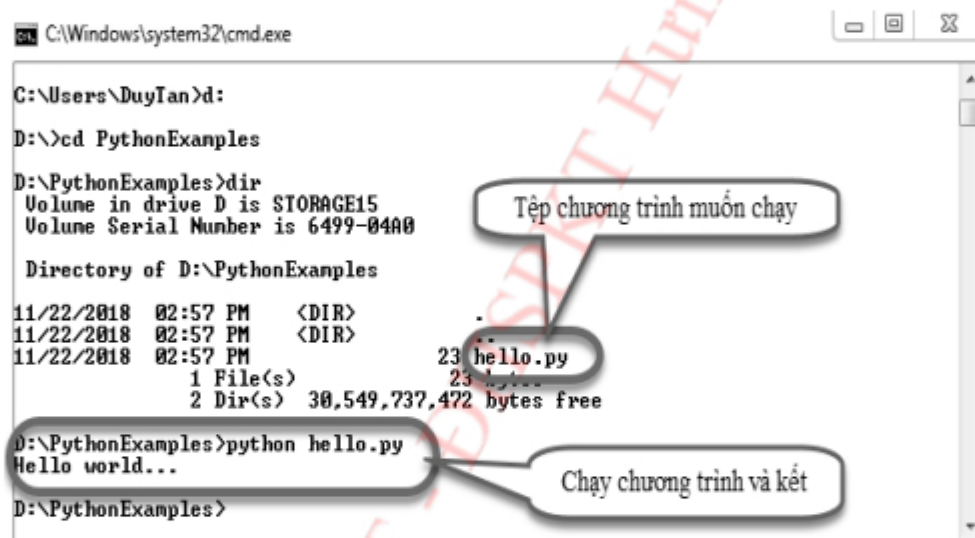 C:\Windows\system32\cmd.exe
C:\Users\DuyTan>d:
D:\>cd PythonExamples
D:\PythonExamples>dir
Volume in drive D is STORAGE15
Volume Serial Number is 6499-04A0
Tệp chương trình muốn chạy
Directory of D:\PythonExamples
11/22/2018 02:57 PM <DIR> .
11/22/2018 02:57 PM <DIR> ..
11/22/2018 02:57 PM 23 hello.py
1 File(s) 23
2 Dir(s) 30,549,737,472 bytes free
D:\PythonExamples>python hello.py
Hello world...
Chạy chương trình và kết
D:\PythonExamples>